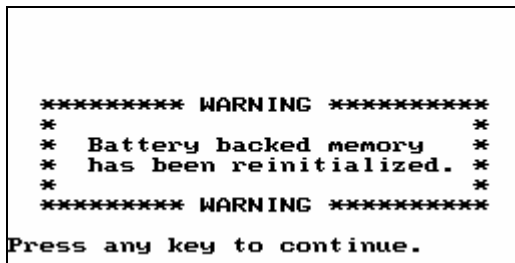 ********* WARNING **********
* *
* Battery backed memory *
* has been reinitialized. *
* *
********* WARNING **********
Press any key to continue.